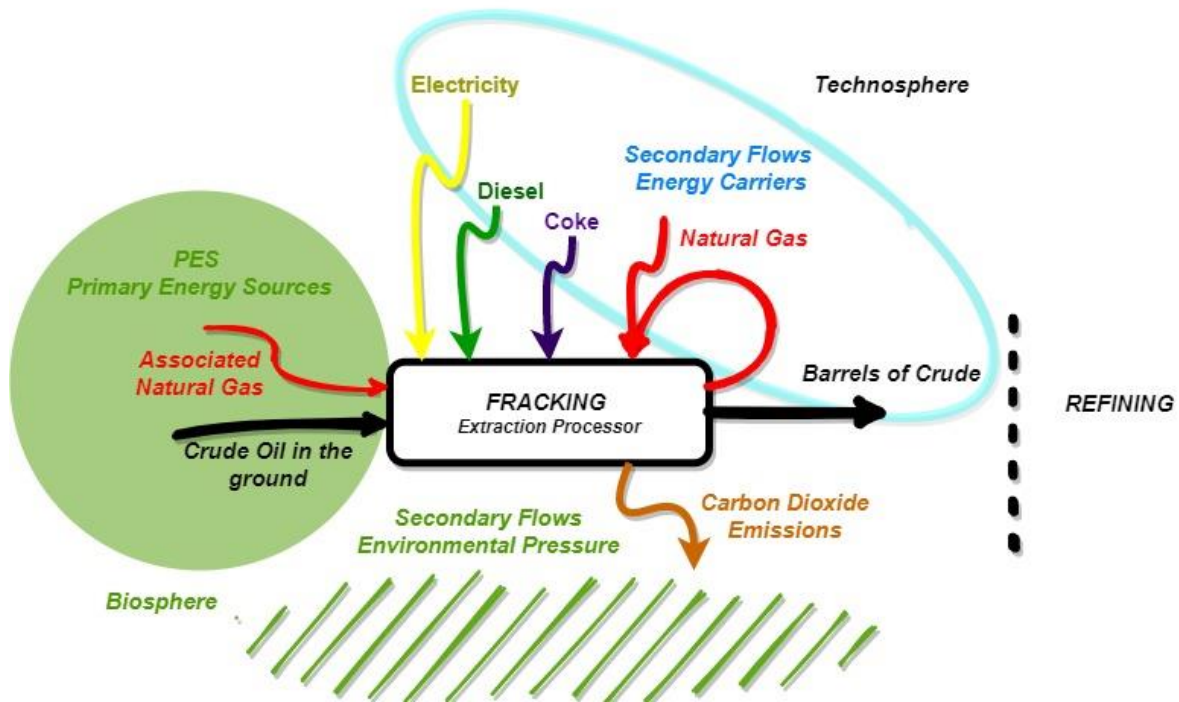 Electricity
Technosphere
Secondary Flows
Energy Carriers
Diesel
Coke
Natural Gas
PES
Primary Energy Sources
Associated
Natural Gas
Crude Oil in the
ground
FRACKING
Extraction Processor
Barrels of Crude
REFINING
Secondary Flows
Environmental Pressure
Carbon Dioxide
Emissions
Biosphere